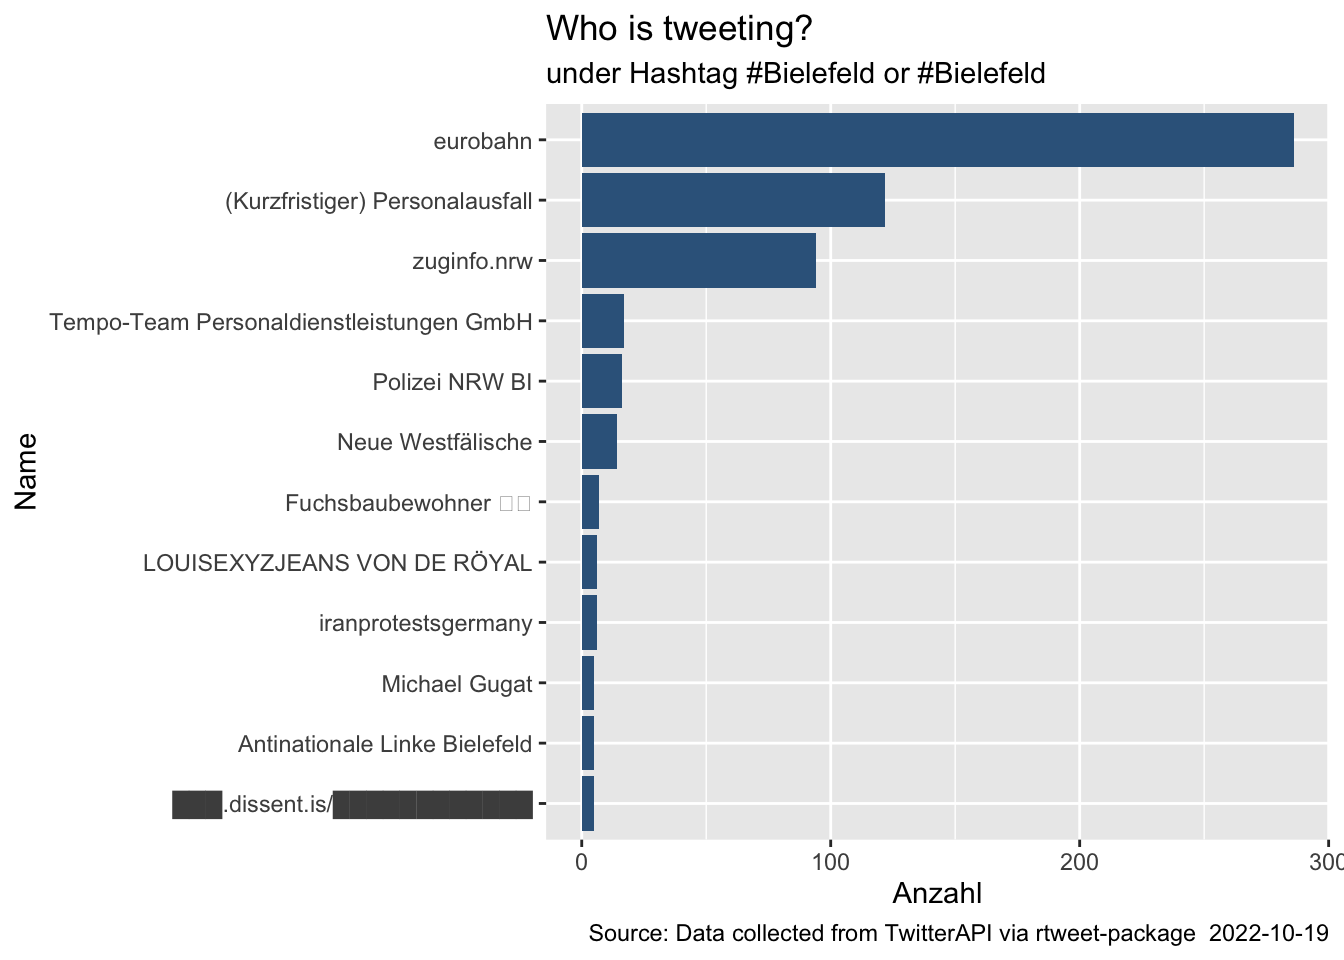 Who is tweeting?
under Hashtag #Bielefeld or #Bielefeld
eurobahn
(Kurzfristiger) Personalausfall
zuginfo.nrw
Tempo-Team Personaldienstleistungen GmbH
Polizei NRW BI
Neue Westfälische
Fuchsbaubewohner
LOUISEXYZJEANS VON DE RÖYAL
iranprotestsgermany
Michael Gugat
Antinationale Linke Bielefeld
███.dissent.is/████████████
Name
0 100 200 300
Anzahl
Source: Data collected from TwitterAPI via rtweet-package 2022-10-19